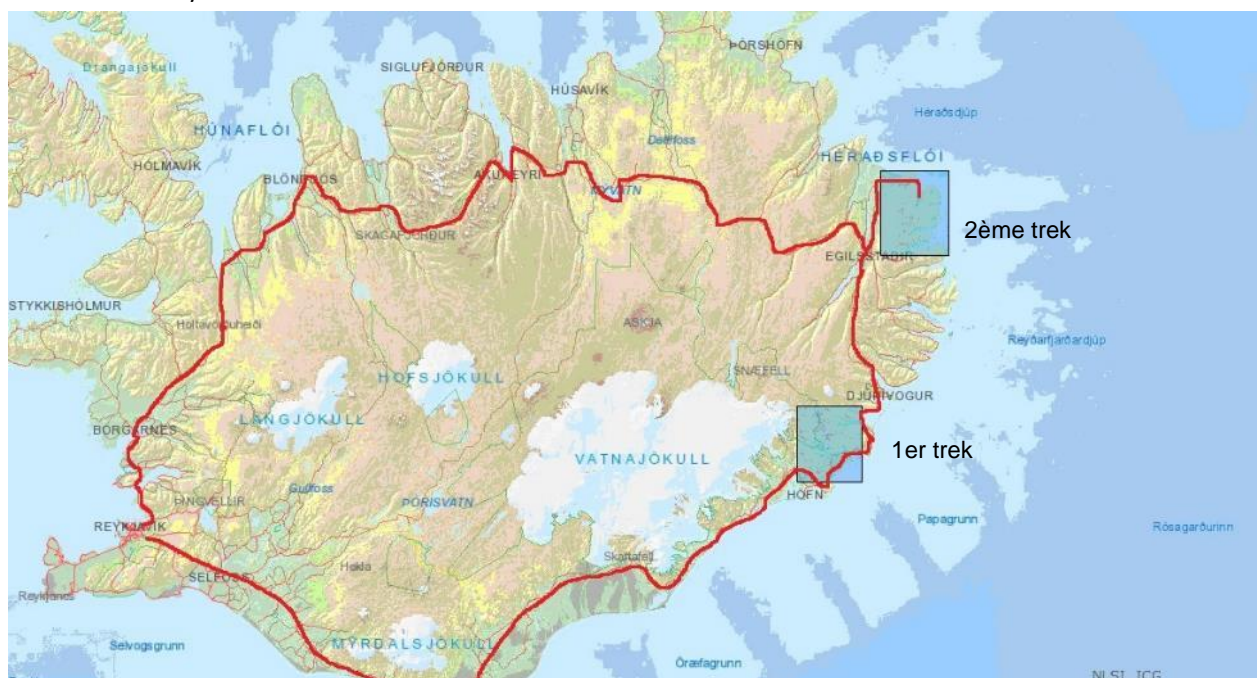 ÞÓRSHÖFN
SIGLUFJÖRÐUR
Drangajökull
HÚSAVÍK
Héraðsdjúp
HÚNAFLÓI
Dettifoss
HÉRAÐSFLÓI
HÓLMAVÍK
BLÖNDUÓS
AKUREYRI
MÝVATN
2ème trek
SKAGAFJÖRÐUR
EGILSSTAÐIR
STYKKISHÓLMUR
Holtavörðuheiði
ASKJA
Reyðarfjarðardjúp
SNÆFELL
HOFSJÖKULL
DJÚPIVOGUR
LANGJÖKULL
BORGARNES
1er trek
VATNAJÖKULL
Gullfoss
HÖFN
ÞINGVELLIR
ÞÓRISVATN
Papagrunn
REYKJAVÍK
Rósagarðurinn
Skaftafell
Hekla
SELFOSS
Reykjanes
MÝRDALSJÖKULL
Selvogsgrunn
Öræfagrunn
NLSI, ICG